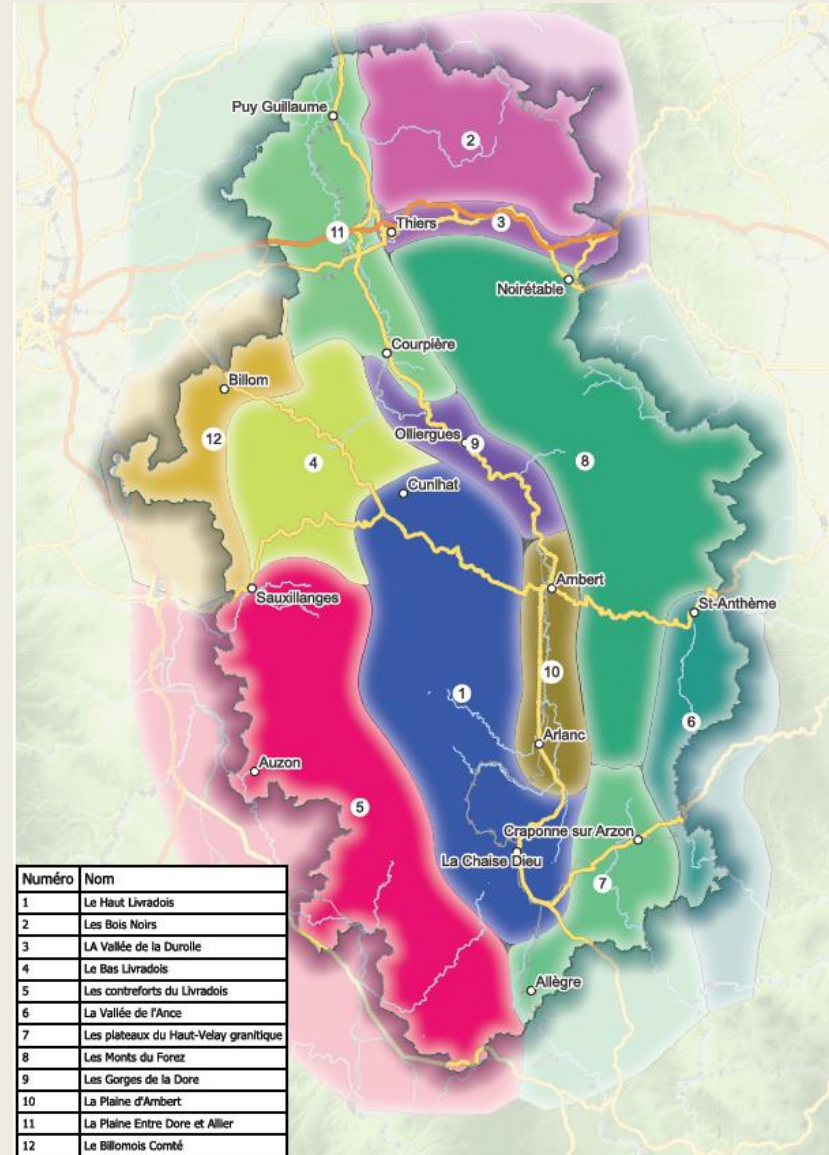 Puy Guillaume
2
11
Thiers
3
Noirétable
Courpière
Billom
12
Olliergues
9
4
8
Cunlhat
Sauxillanges
Ambert
St-Anthème
10
1
6
Arlanc
Auzon
5
Craponne sur Arzon
La Chaise Dieu
7
Allègre
Numéro Nom
1 Le Haut Livradois
2 Les Bois Noirs
3 LA Vallée de la Durolle
4 Le Bas Livradois
5 Les contreforts du Livradois
6 La Vallée de l'Ance
7 Les plateaux du Haut-Velay granitique
8 Les Monts du Forez
9 Les Gorges de la Dore
10 La Plaine d'Ambert
11 La Plaine Entre Dore et Allier
12 Le Billomois Comté